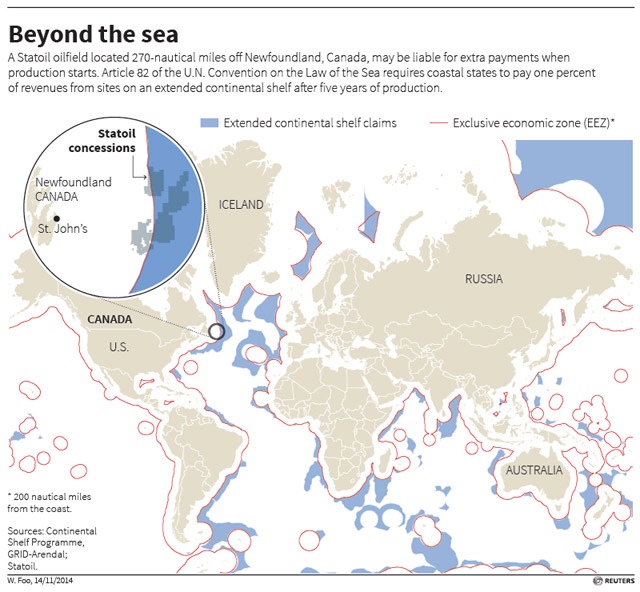 Beyond the sea
A Statoil oilfield located 270-nautical miles off Newfoundland, Canada, may be liable for extra payments when
production starts. Article 82 of the U.N. Convention on the Law of the Sea requires coastal states to pay one percent
of revenues from sites on an extended continental shelf after five years of production.
Extended continental shelf claims
Exclusive economic zone (EEZ)*
Statoil
concessions
Newfoundland
CANADA
St. John's
ICELAND
RUSSIA
CANADA
U.S.
AUSTRALIA
* 200 nautical miles
from the coast.
Sources: Continental
Shelf Programme,
GRID-Arendal;
Statoil.
W. Foo, 14/11/2014
REUTERS